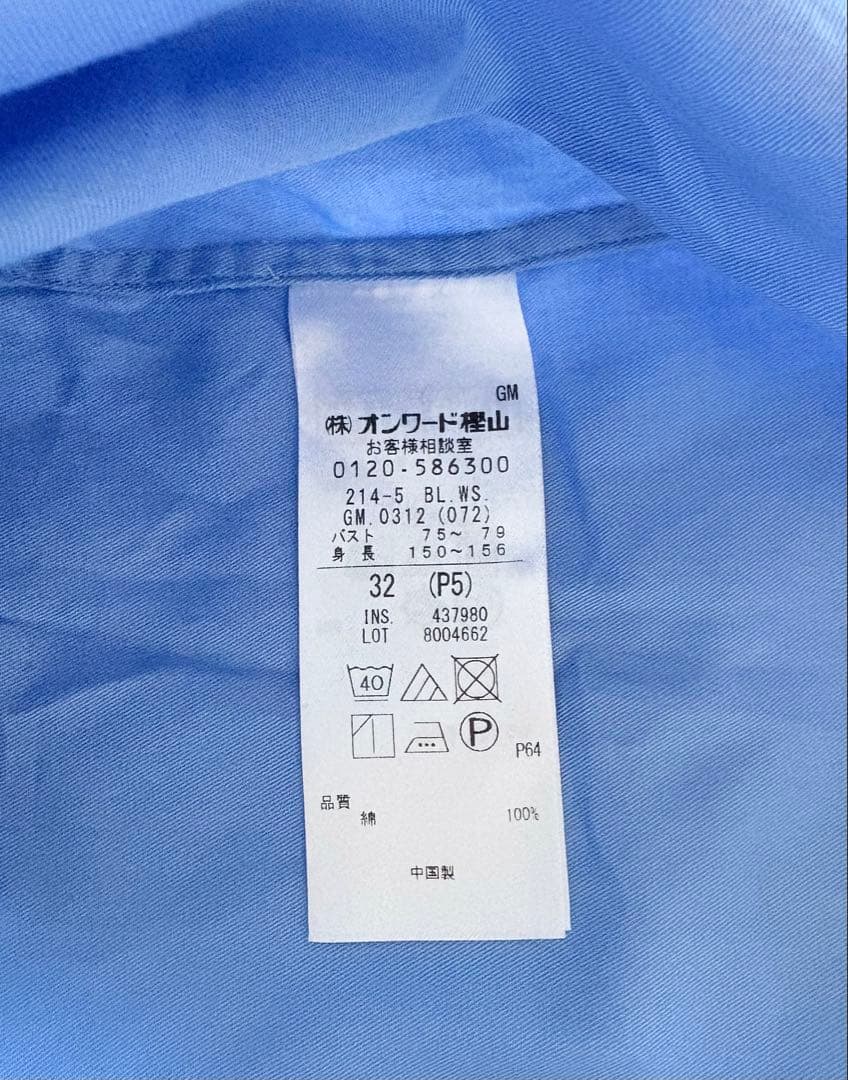 GM
(株)オンワード樫山
お客様相談室
0120-586300
214-5 BL.WS.
GM.0312(072)
バスト 75~ 79
身 長 150~156
32 (P5)
INS. 437980
LOT 8004662
40
P
P64
品質
綿 100%
中国製